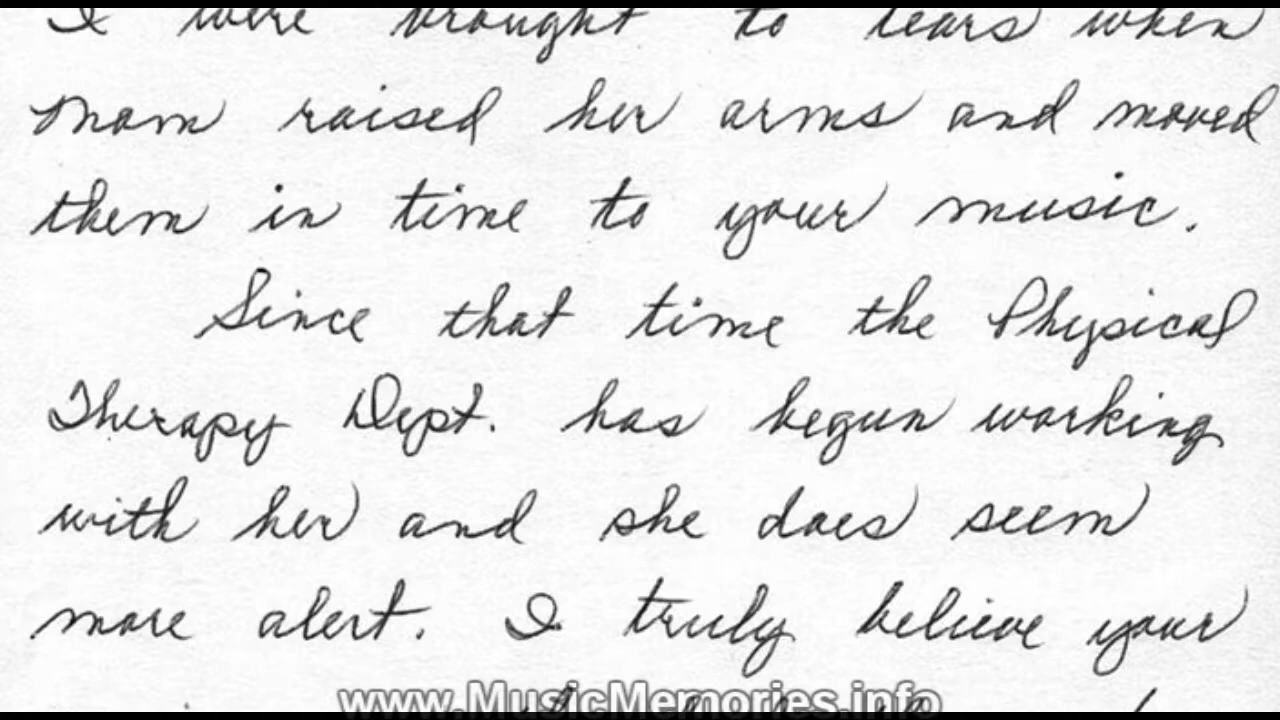 I were brought to tears when
Mom raised her arms and moved
them in time to your music.
Since that time the Physical
Therapy Dept. has begun working
with her and she does seem
more alert. I truly believe your
www.MusicMemories.info